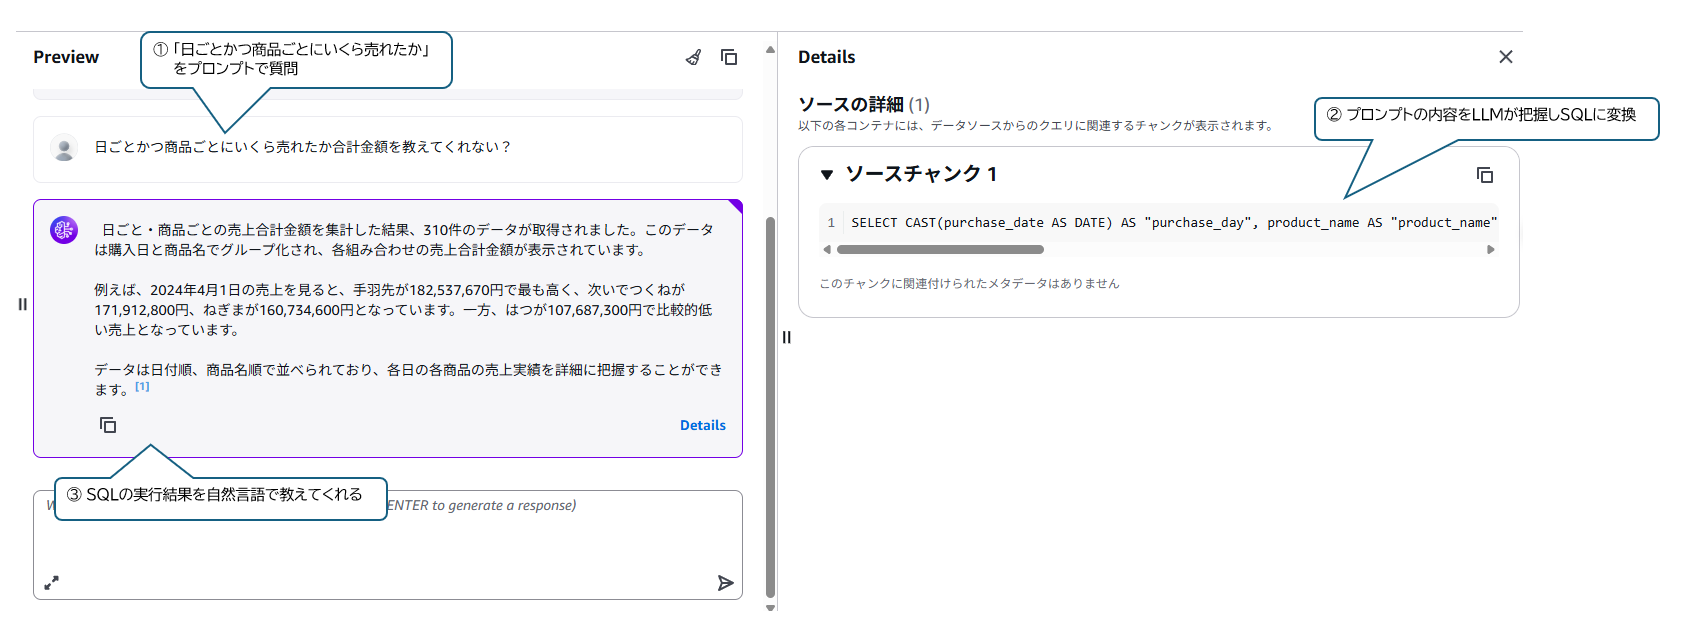 Preview
① 「日ごとかつ商品ごとにいくら売れたか」
をプロンプトで質問
日ごとかつ商品ごとにいくら売れたか合計金額を教えてくれない？
日ごと・商品ごとの売上合計金額を集計した結果、310件のデータが取得されました。このデータ
は購入日と商品名でグループ化され、各組み合わせの売上合計金額が表示されています。
例えば、2024年4月1日の売上を見ると、手羽先が182,537,670円で最も高く、次いでつくねが
171,912,800円、ねぎまが160,734,600円となっています。一方、はつが107,687,300円で比較的低
い売上となっています。
データは日付順、商品名順で並べられており、各日の各商品の売上実績を詳細に把握することができ
ます。[1]
Details
③ SQLの実行結果を自然言語で教えてくれる
ENTER to generate a response)
Details
ソースの詳細 (1)
以下の各コンテナには、データソースからのクエリに関連するチャンクが表示されます。
② プロンプトの内容をLLMが把握しSQLに変換
▼ ソースチャンク 1
1 SELECT CAST(purchase_date AS DATE) AS "purchase_day", product_name AS "product_name"
このチャンクに関連付けられたメタデータはありません